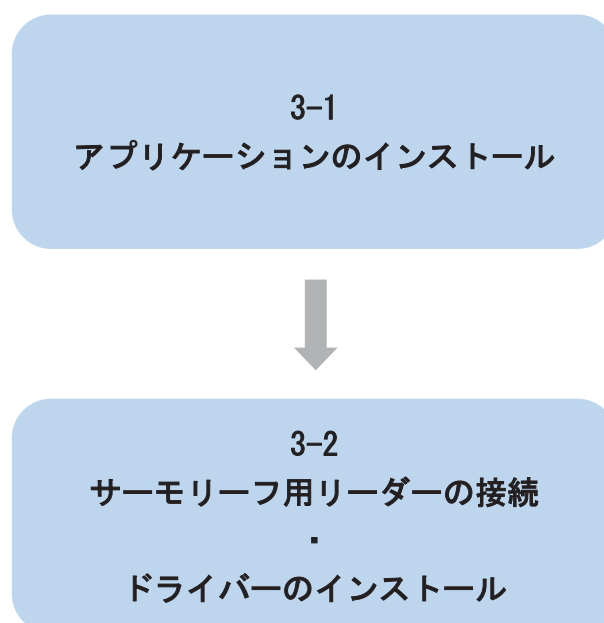 3-1
アプリケーションのインストール
3-2
サーモリーフ用リーダーの接続
・
ドライバーのインストール